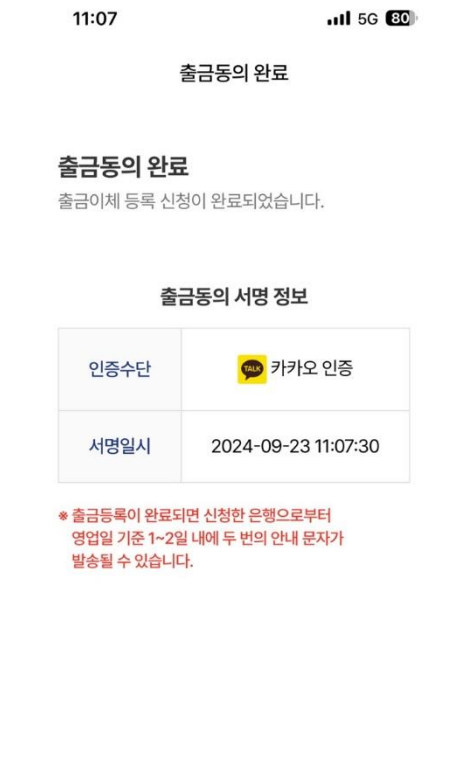 11:07 5G 80
출금동의 완료
출금동의 완료
출금이체 등록 신청이 완료되었습니다.
출금동의 서명 정보
인증수단 TALK 카카오 인증
서명일시 2024-09-23 11:07:30
※ 출금등록이 완료되면 신청한 은행으로부터
영업일 기준 1~2일 내에 두 번의 안내 문자가
발송될 수 있습니다.